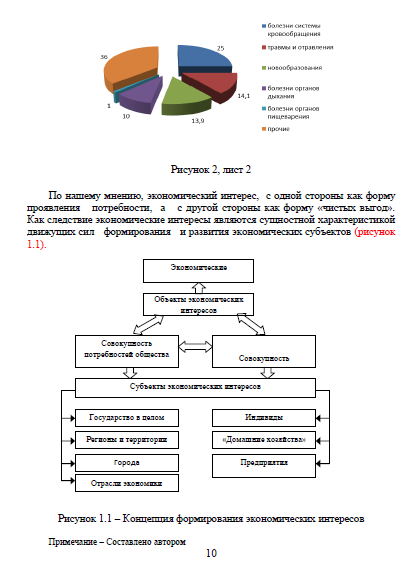 25
14,1
13,9
10
1
36
болезни системы
кровообращения
травмы и отравления
новообразования
болезни органов
дыхания
болезни органов
пищеварения
прочие
Рисунок 2, лист 2
По нашему мнению, экономический интерес, с одной стороны как форму
проявления потребности, а с другой стороны как форму «чистых выгод».
Как следствие экономические интересы являются сущностной характеристикой
движущих сил формирования и развития экономических субъектов (рисунок
1.1).
Экономические
Объекты экономических
интересов
Совокупность
потребностей общества
Совокупность
Субъекты экономических интересов
Государство в целом
Индивиды
Регионы и территории
«Домашние хозяйства»
Города
Предприятия
Отрасли экономики
Рисунок 1.1 – Концепция формирования экономических интересов
Примечание – Составлено автором
10